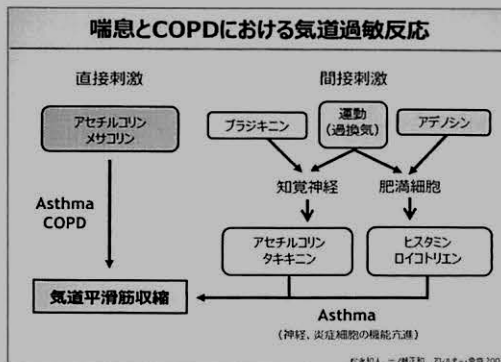 喘息とCOPDにおける気道過敏反応
直接刺激
間接刺激
アセチルコリン
メサコリン
ブラジキニン
運動
(過換気)
アデノシン
知覚神経
肥満細胞
Asthma
COPD
アセチルコリン
タキキニン
ヒスタミン
ロイコトリエン
気道平滑筋収縮
Asthma
(神経、炎症細胞の機能亢進)